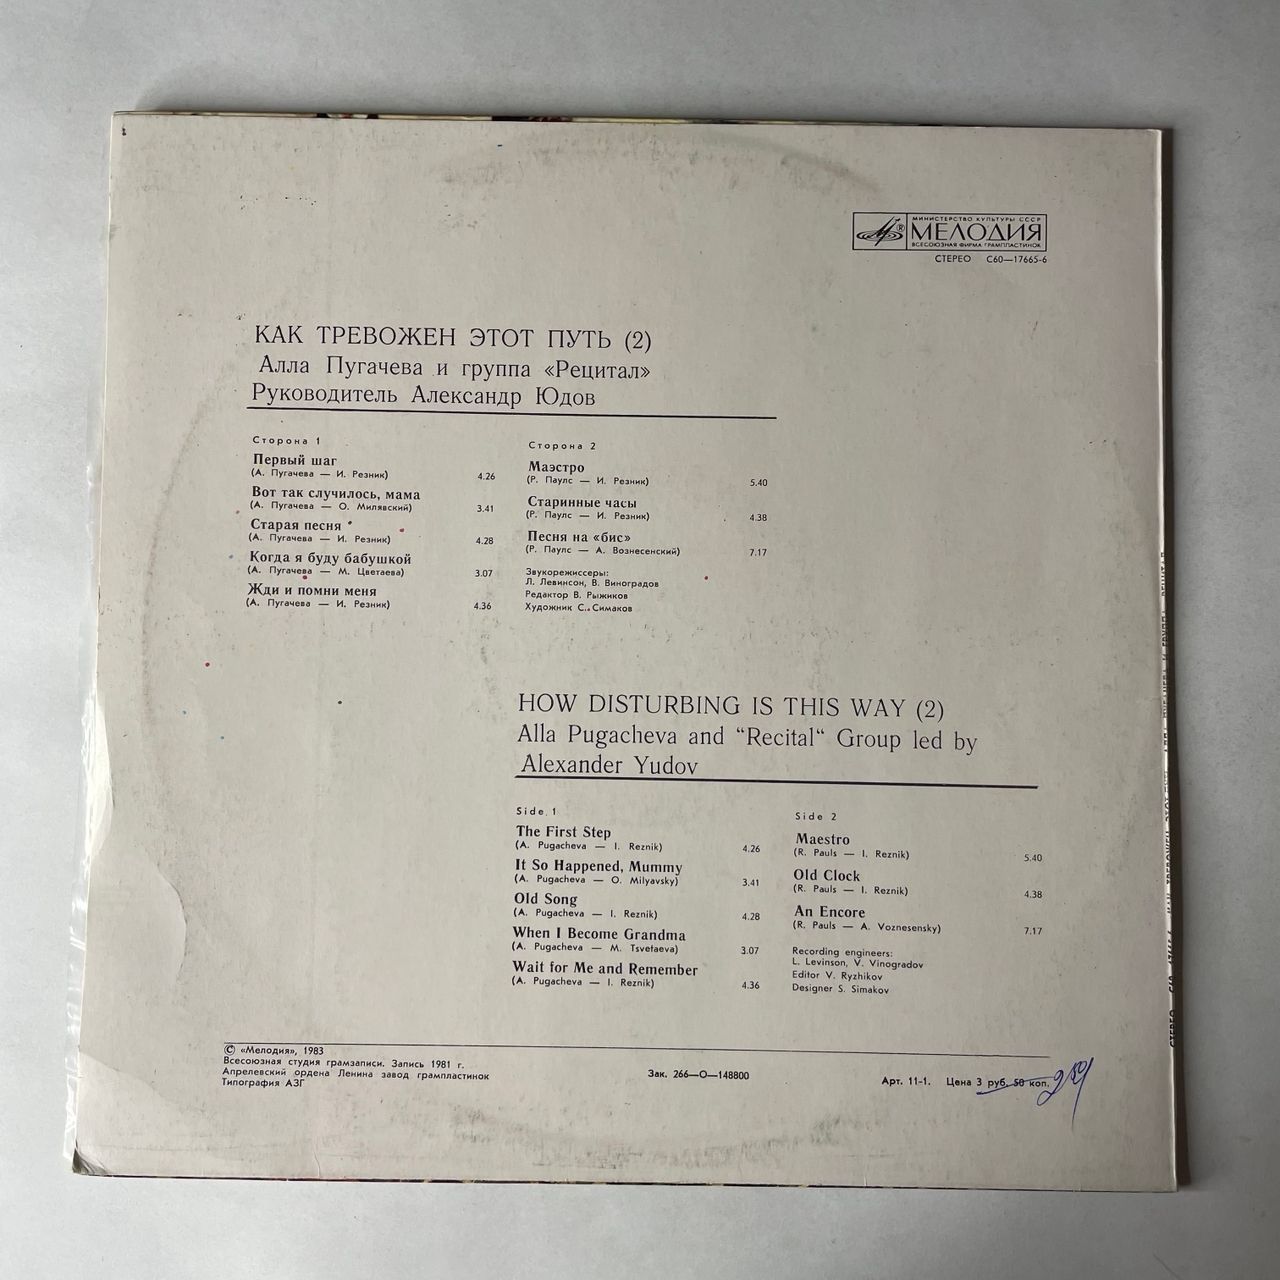 МИНИСТЕРСТВО КУЛЬТУРЫ СССР
МЕЛОДИЯ
ВСЕСОЮЗНАЯ ФИРМА ГРАМПЛАСТИНОК
СТЕРЕО С60—17665-6
КАК ТРЕВОЖЕН ЭТОТ ПУТЬ (2)
Алла Пугачева и группа «Рецитал»
Руководитель Александр Юдов
Сторона 1
Первый шаг
(А. Пугачева — И. Резник) 4.26
Вот так случилось, мама
(А. Пугачева — О. Милявский) 3.41
Старая песня
(А. Пугачева — И. Резник) 4.28
Когда я буду бабушкой
(А. Пугачева — М. Цветаева) 3.07
Жди и помни меня
(А. Пугачева — И. Резник) 4.36
Сторона 2
Маэстро
(Р. Паулс — И. Резник) 5.40
Старинные часы
(Р. Паулс — И. Резник) 4.38
Песня на «бис»
(Р. Паулс — А. Вознесенский) 7.17
Звукорежиссеры:
Л. Левинсон, В. Виноградов
Редактор В. Рыжиков
Художник С. Симаков
HOW DISTURBING IS THIS WAY (2)
Alla Pugacheva and “Recital“ Group led by
Alexander Yudov
Side 1
The First Step
(A. Pugacheva — I. Reznik) 4.26
It So Happened, Mummy
(A. Pugacheva — O. Milyavsky) 3.41
Old Song
(A. Pugacheva — I. Reznik) 4.28
When I Become Grandma
(A. Pugacheva — M. Tsvetaeva) 3.07
Wait for Me and Remember
(A. Pugacheva — I. Reznik) 4.36
Side 2
Maestro
(R. Pauls — I. Reznik) 5.40
Old Clock
(R. Pauls — I. Reznik) 4.38
An Encore
(R. Pauls — A. Voznesensky) 7.17
Recording engineers:
L. Levinson, V. Vinogradov
Editor V. Ryzhikov
Designer S. Simakov
© «Мелодия», 1983
Всесоюзная студия грамзаписи. Запись 1981 г.
Апрелевский ордена Ленина завод грампластинок
Типография АЗГ
Зак. 266—О—148800
Арт. 11-1. Цена 3 руб. 50 коп.